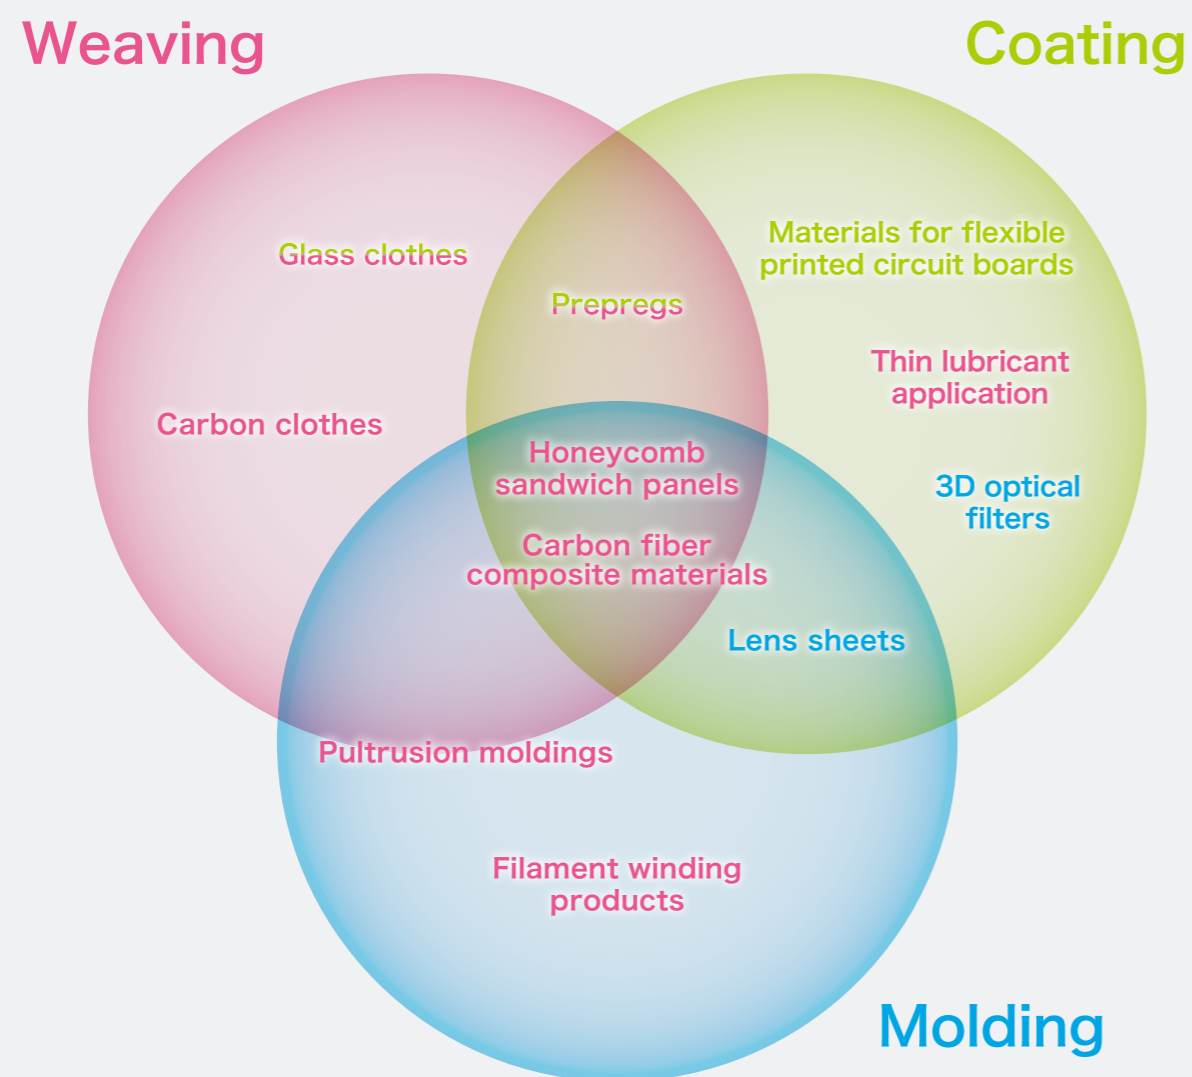 Weaving
Coating
Glass clothes
Prepregs
Materials for flexible
printed circuit boards
Thin lubricant
application
Carbon clothes
Honeycomb
sandwich panels
3D optical
filters
Carbon fiber
composite materials
Lens sheets
Pultrusion moldings
Filament winding
products
Molding